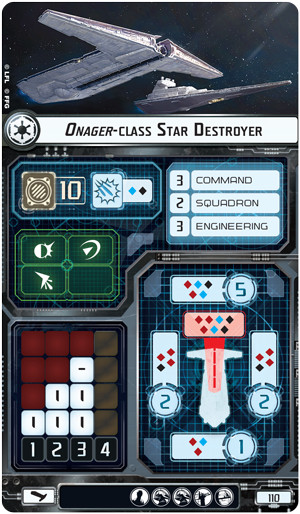 © LFL © FFG
ONAGER-CLASS STAR DESTROYER
10
3 COMMAND
2 SQUADRON
3 ENGINEERING
5
2 2
1
-
I I
I I I
1 2 3 4
110